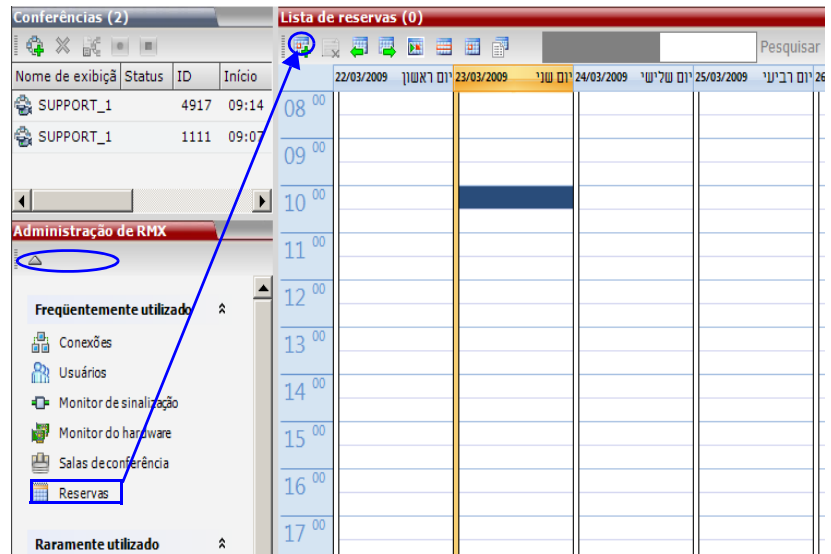 Conferências (2)
Nome de exibiçã Status ID Início
SUPPORT_1 4917 09:14
SUPPORT_1 1111 09:07
Administração de RMX
Freqüentemente utilizado
Conexões
Usuários
Monitor de sinalização
Monitor do hardware
Salas de conferência
Reservas
Raramente utilizado
Lista de reservas (0)
Pesquisar
22/03/2009 יום ראשון 23/03/2009 יום שני 24/03/2009 יום שלישי 25/03/2009 יום רביעי 26
08 00
09 00
10 00
11 00
12 00
13 00
14 00
15 00
16 00
17 00